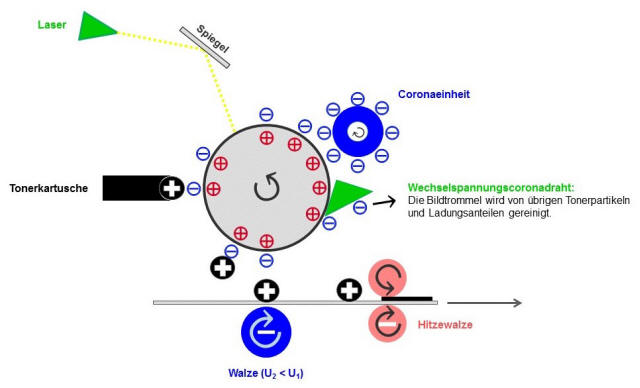 Laser
Spiegel
Coronaeinheit
Tonerkartusche
Wechselspannungscoronadraht:
Die Bildtrommel wird von übrigen Tonerpartikeln
und Ladungsanteilen gereinigt.
Hitzewalze
Walze (U₂ < U₁)